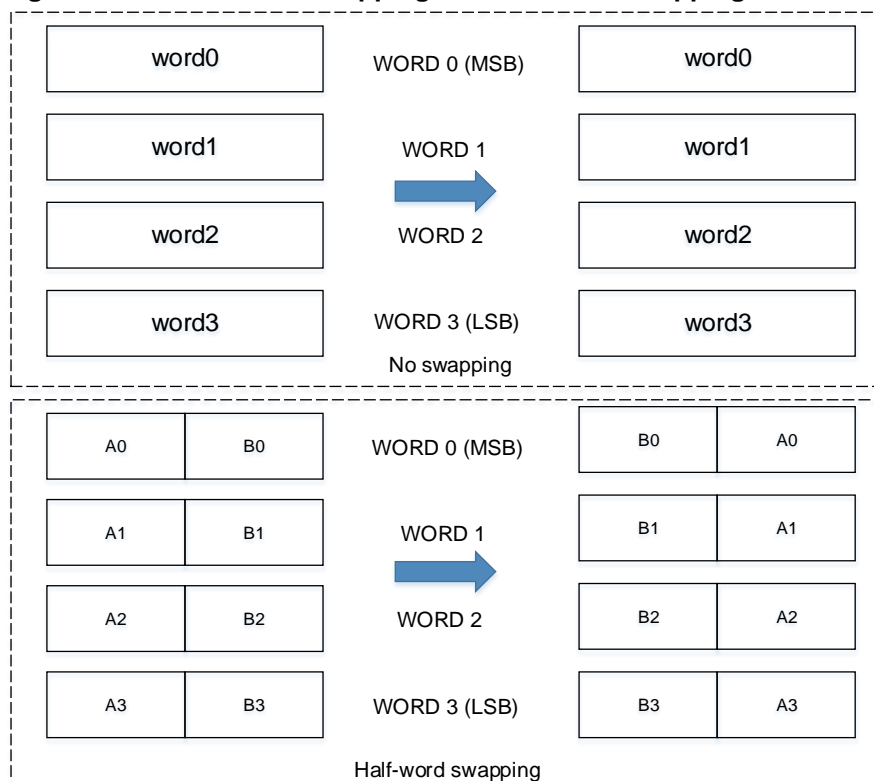 word0 WORD 0 (MSB) word0
word1 WORD 1 word1
word2 WORD 2 word2
word3 WORD 3 (LSB) word3
No swapping
A0 B0 WORD 0 (MSB) B0 A0
A1 B1 WORD 1 B1 A1
A2 B2 WORD 2 B2 A2
A3 B3 WORD 3 (LSB) B3 A3
Half-word swapping